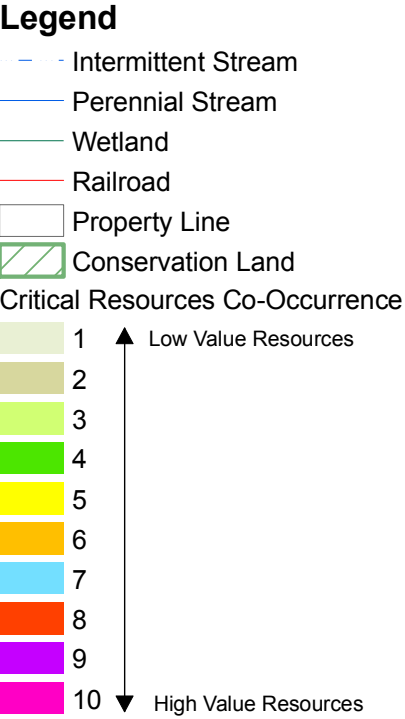 Legend
Intermittent Stream
Perennial Stream
Wetland
Railroad
Property Line
Conservation Land
Critical Resources Co-Occurrence
1 Low Value Resources
2
3
4
5
6
7
8
9
10 High Value Resources